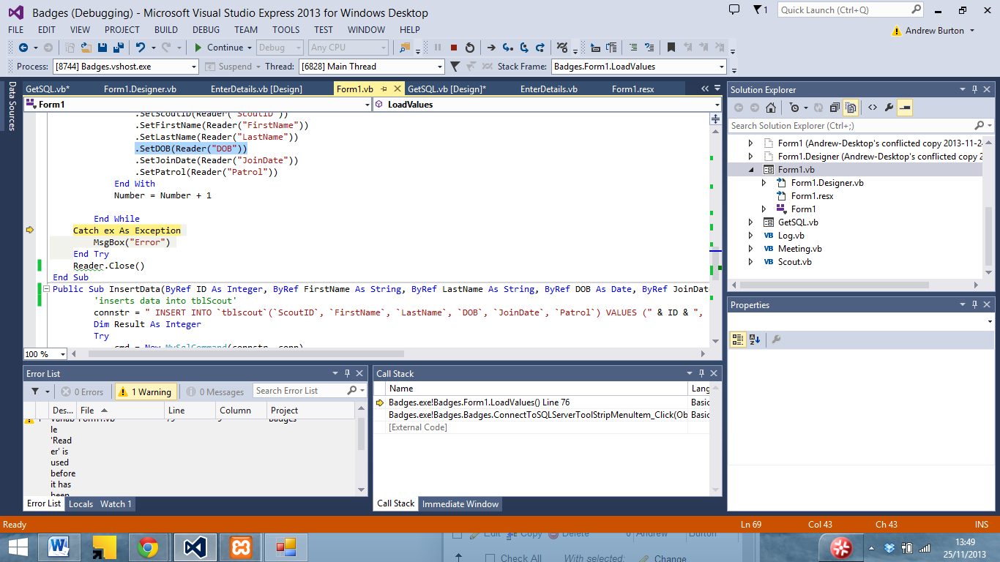 Badges (Debugging) - Microsoft Visual Studio Express 2013 for Windows Desktop
1
Quick Launch (Ctrl+Q)
FILE EDIT VIEW PROJECT BUILD DEBUG TEAM TOOLS TEST WINDOW HELP
Andrew Burton
Continue Debug Any CPU
Process: [8744] Badges.vshost.exe Suspend Thread: [6828] Main Thread Stack Frame: Badges.Form1.LoadValues
Data Sources
GetSQL.vb* Form1.Designer.vb EnterDetails.vb [Design] Form1.vb GetSQL.vb [Design]* EnterDetails.vb Form1.resx
Form1 LoadValues
.SetScoutID(Reader("ScoutID"))
.SetFirstName(Reader("FirstName"))
.SetLastName(Reader("LastName"))
.SetDOB(Reader("DOB"))
.SetJoinDate(Reader("JoinDate"))
.SetPatrol(Reader("Patrol"))
End With
Number = Number + 1
End While
Catch ex As Exception
MsgBox("Error")
End Try
Reader.Close()
End Sub
Public Sub InsertData(ByRef ID As Integer, ByRef FirstName As String, ByRef LastName As String, ByRef DOB As Date, ByRef JoinDat
'inserts data into tblScout'
connstr = " INSERT INTO `tblscout`(`ScoutID`, `FirstName`, `LastName`, `DOB`, `JoinDate`, `Patrol`) VALUES (" & ID & ",
Dim Result As Integer
Try
cmd = New MySqlCommand(connstr, conn)
100 %
Solution Explorer
Search Solution Explorer (Ctrl+;)
Form1 (Andrew-Desktop's conflicted copy 2013-11-24
Form1.Designer (Andrew-Desktop's conflicted copy 2
Form1.vb
Form1.Designer.vb
Form1.resx
Form1
GetSQL.vb
Log.vb
Meeting.vb
Scout.vb
Properties
Error List
0 Errors 1 Warning 0 Messages Search Error List
Des... File Line Column Project
1 Variab Form1.vb 79 9 Badges
le
'Read
er' is
used
before
it has
been
Error List Locals Watch 1
Call Stack
Name Lang
Badges.exe!Badges.Form1.LoadValues() Line 76 Basic
Badges.exe!Badges.Badges.ConnectToSQLServerToolStripMenuItem_Click(Ob Basic
[External Code]
Call Stack Immediate Window
Ready Ln 69 Col 43 Ch 43 INS
Edit Copy Delete 0 Andrew Burton
Check All With selected: Change
13:49
25/11/2013